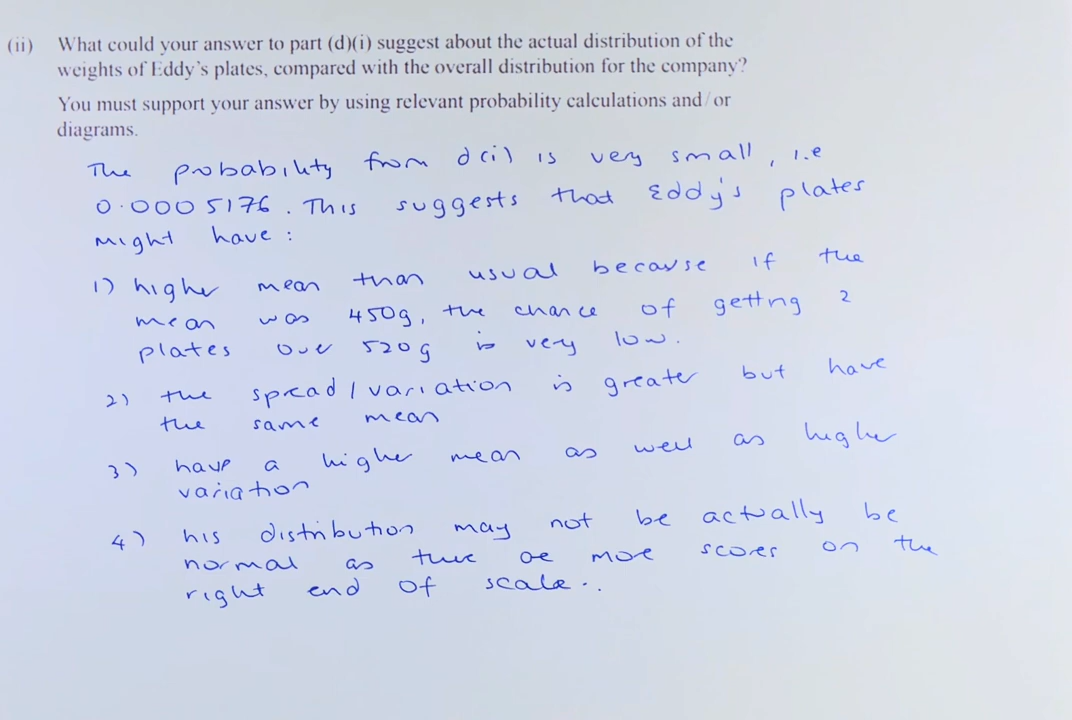 (ii) What could your answer to part (d)(i) suggest about the actual distribution of the
weights of Eddy's plates, compared with the overall distribution for the company?
You must support your answer by using relevant probability calculations and/or
diagrams.
The probability from d(i) is very small, i.e
0.0005176. This suggests that Eddy's plates
might have:
1) higher mean than usual because if the
mean was 450g, the chance of getting 2
plates over 520g is very low.
2) the spread/variation is greater but have
the same mean
3) have a higher mean as well as higher
variation
4) his distribution may not be actually be
normal as there are more scores on the
right end of scale..